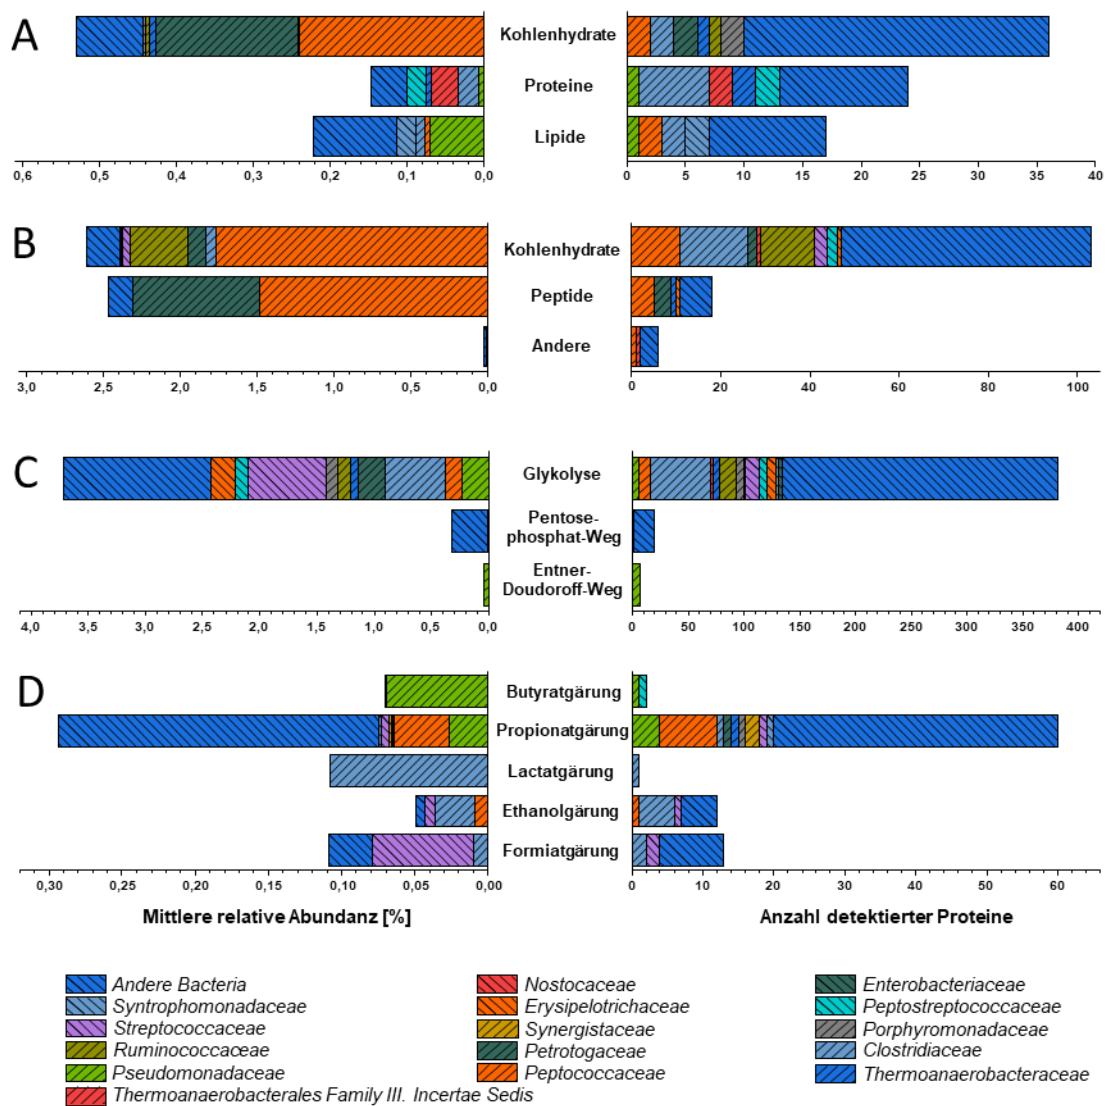 A
Kohlenhydrate
Proteine
Lipide
0,6 0,5 0,4 0,3 0,2 0,1 0,0
0 5 10 15 20 25 30 35 40
B
Kohlenhydrate
Peptide
Andere
3,0 2,5 2,0 1,5 1,0 0,5 0,0
0 20 40 60 80 100
C
Glykolyse
Pentose-
phosphat-Weg
Entner-
Doudoroff-Weg
4,0 3,5 3,0 2,5 2,0 1,5 1,0 0,5 0,0
0 50 100 150 200 250 300 350 400
D
Butyratgärung
Propionatgärung
Lactatgärung
Ethanolgärung
Formiatgärung
0,30 0,25 0,20 0,15 0,10 0,05 0,00
0 10 20 30 40 50 60
Mittlere relative Abundanz [%]
Anzahl detektierter Proteine
Andere Bacteria
Syntrophomonadaceae
Streptococcaceae
Ruminococcaceae
Pseudomonadaceae
Thermoanaerobacterales Family III. Incertae Sedis
Nostocaceae
Erysipelotrichaceae
Synergistaceae
Petrotogaceae
Peptococcaceae
Enterobacteriaceae
Peptostreptococcaceae
Porphyromonadaceae
Clostridiaceae
Thermoanaerobacteraceae